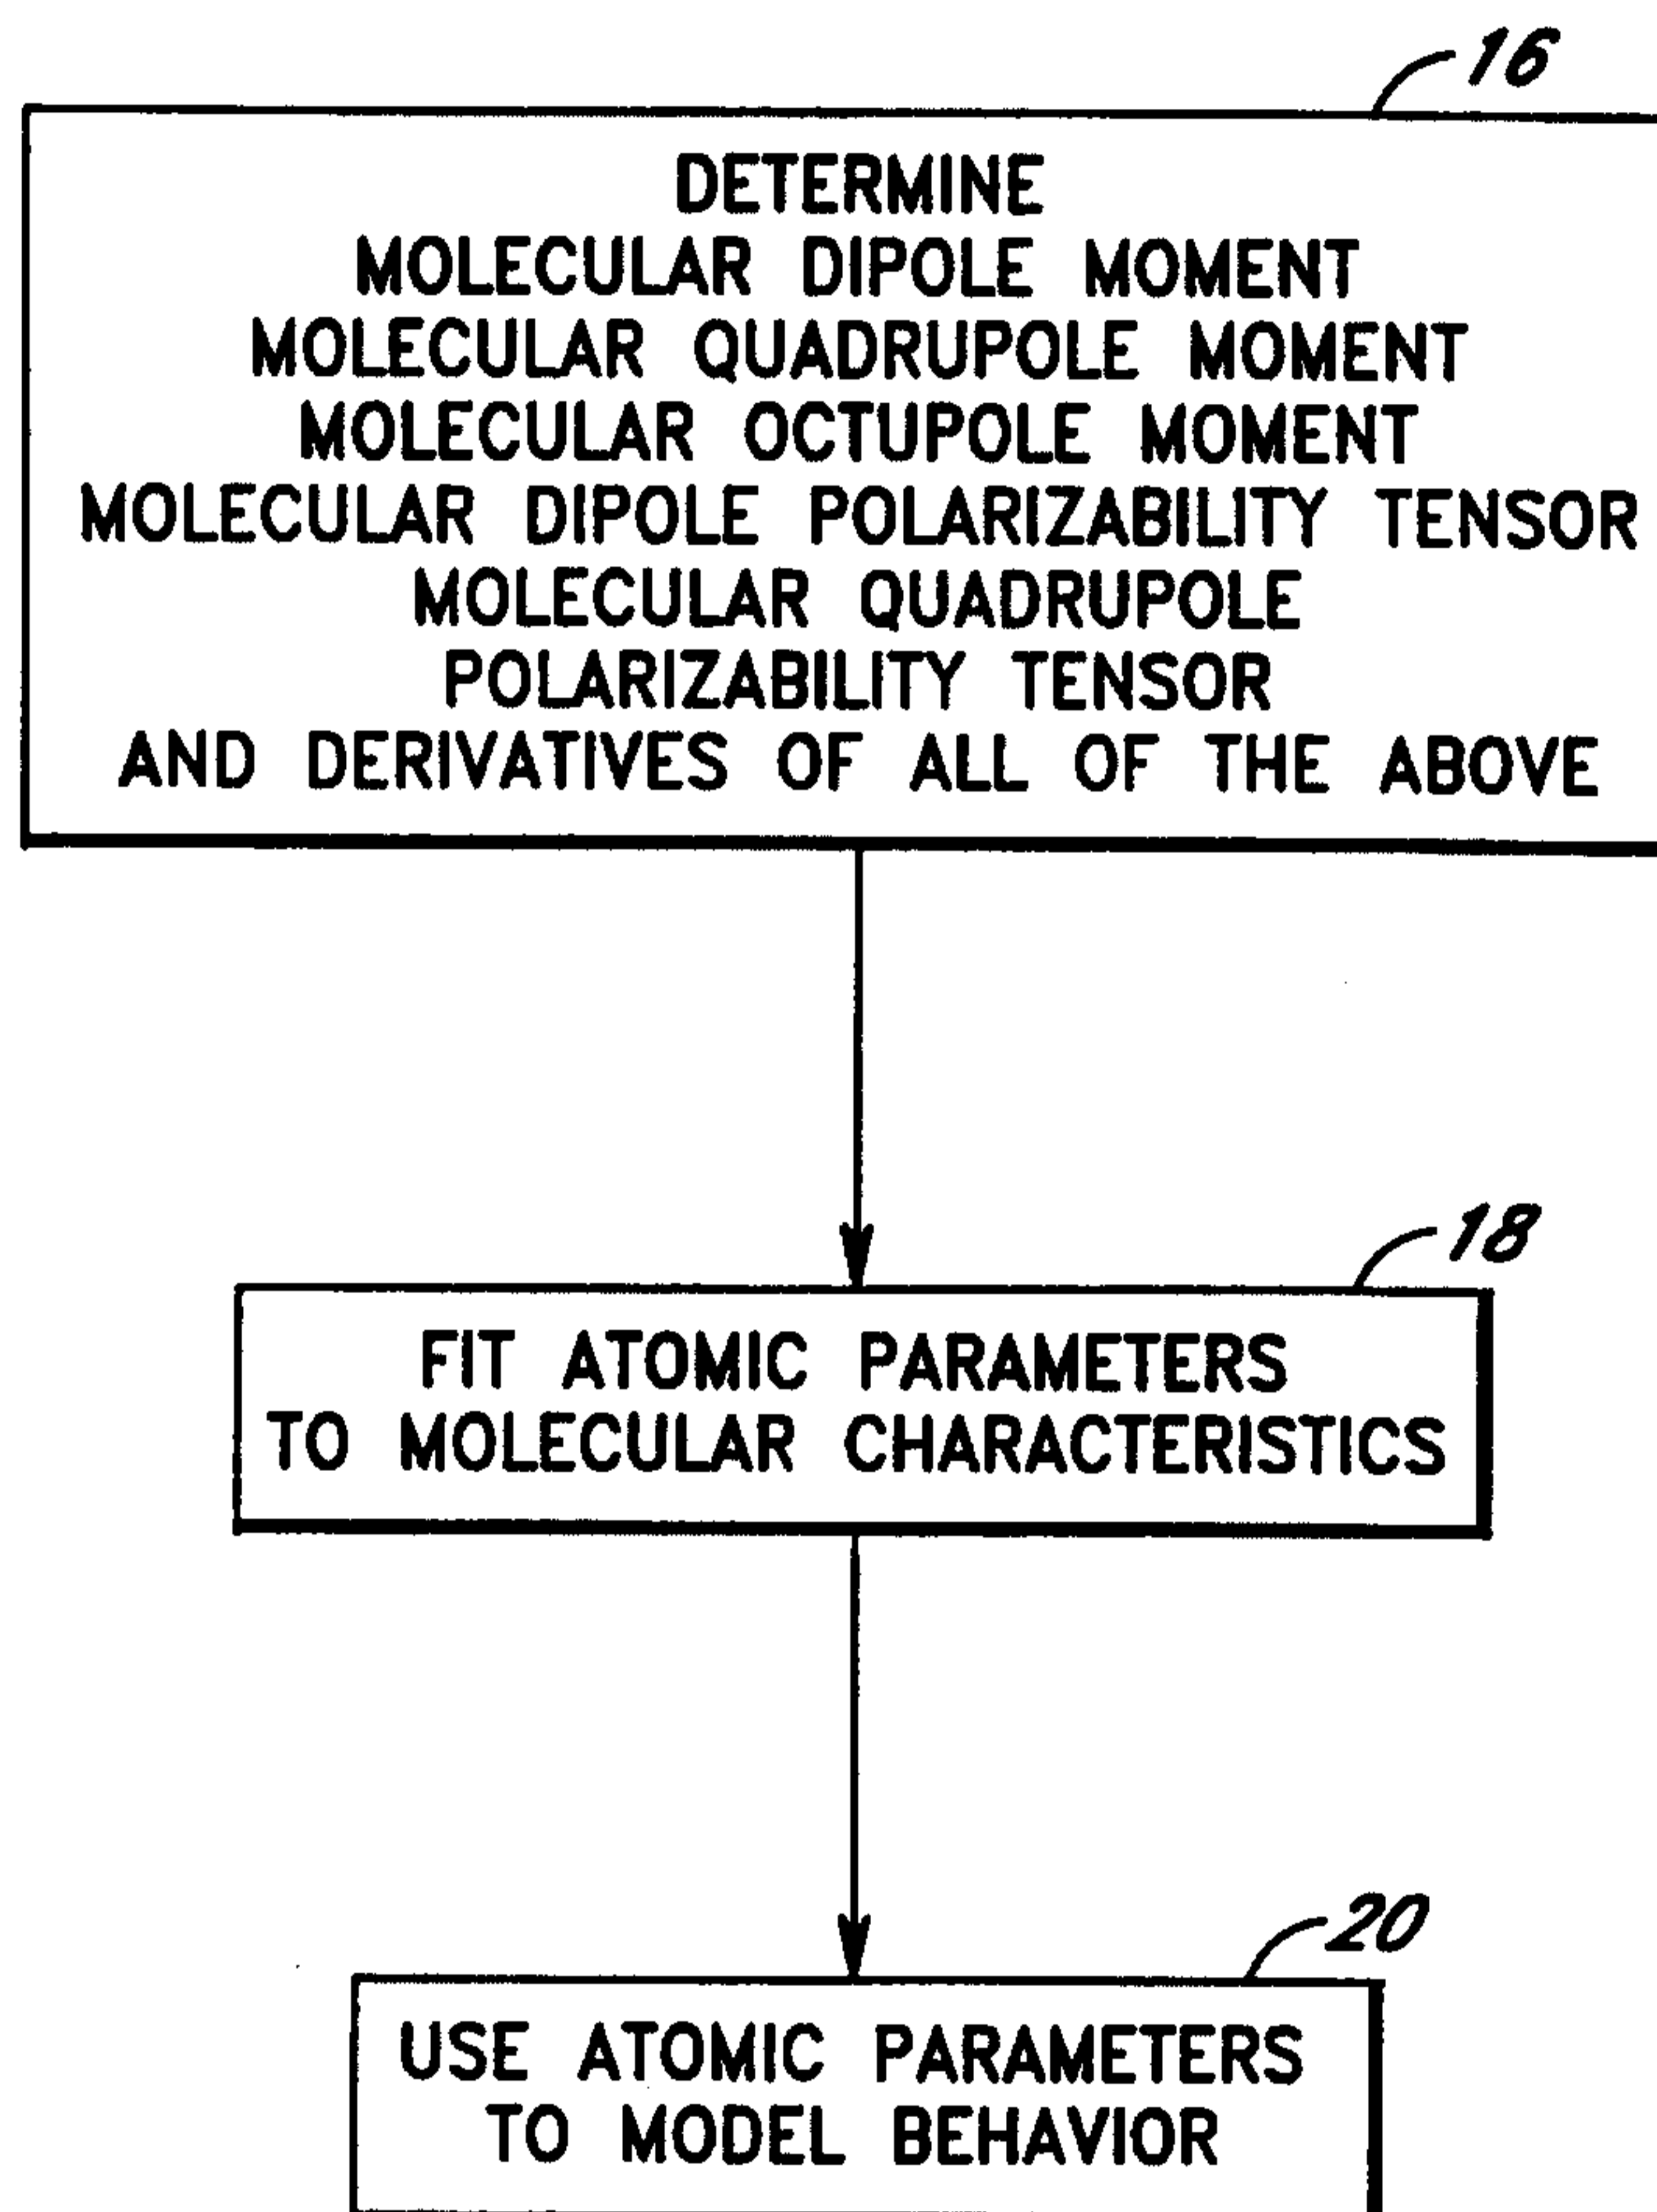 16
DETERMINE
MOLECULAR DIPOLE MOMENT
MOLECULAR QUADRUPOLE MOMENT
MOLECULAR OCTUPOLE MOMENT
MOLECULAR DIPOLE POLARIZABILITY TENSOR
MOLECULAR QUADRUPOLE
POLARIZABILITY TENSOR
AND DERIVATIVES OF ALL OF THE ABOVE
18
FIT ATOMIC PARAMETERS
TO MOLECULAR CHARACTERISTICS
20
USE ATOMIC PARAMETERS
TO MODEL BEHAVIOR